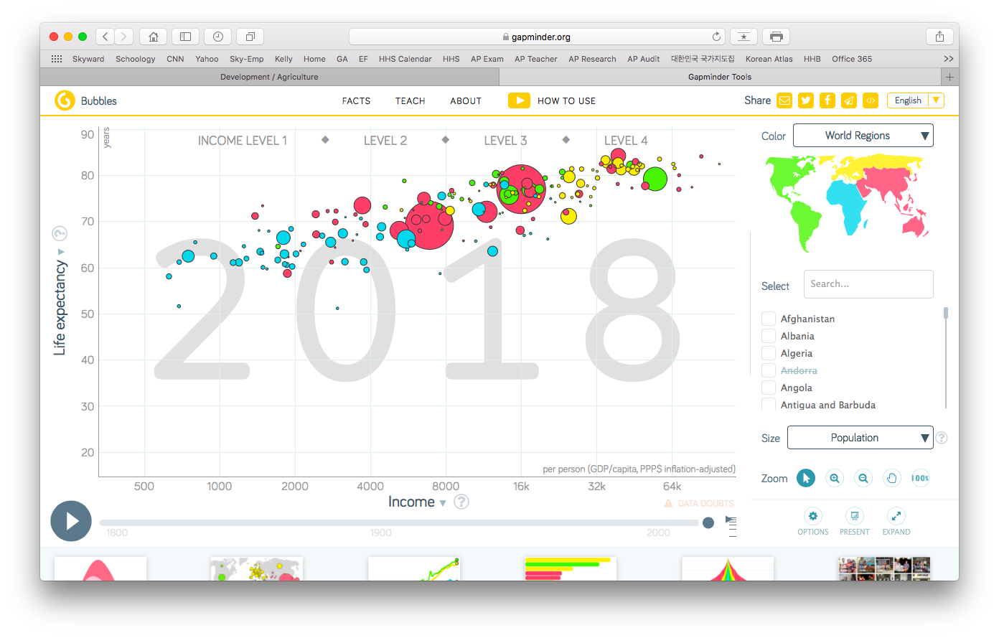 gapminder.org
Skyward Schoology CNN Yahoo Sky-Emp Kelly Home GA EF HHS Calendar HHS AP Exam AP Teacher AP Research AP Audit 대한민국 국가지도집 Korean Atlas HHB Office 365 >>
Development / Agriculture Gapminder Tools +
Bubbles FACTS TEACH ABOUT HOW TO USE Share English
Color World Regions
years
INCOME LEVEL 1 LEVEL 2 LEVEL 3 LEVEL 4
90
80
70
60
50
40
30
20
Life expectancy
?
2018
per person (GDP/capita, PPP$ inflation-adjusted)
500 1000 2000 4000 8000 16k 32k 64k
Income ?
DATA DOUBTS
1800 1900 2000
Select Search...
Afghanistan
Albania
Algeria
Andorra
Angola
Antigua and Barbuda
Size Population ?
Zoom 100%
OPTIONS PRESENT EXPAND